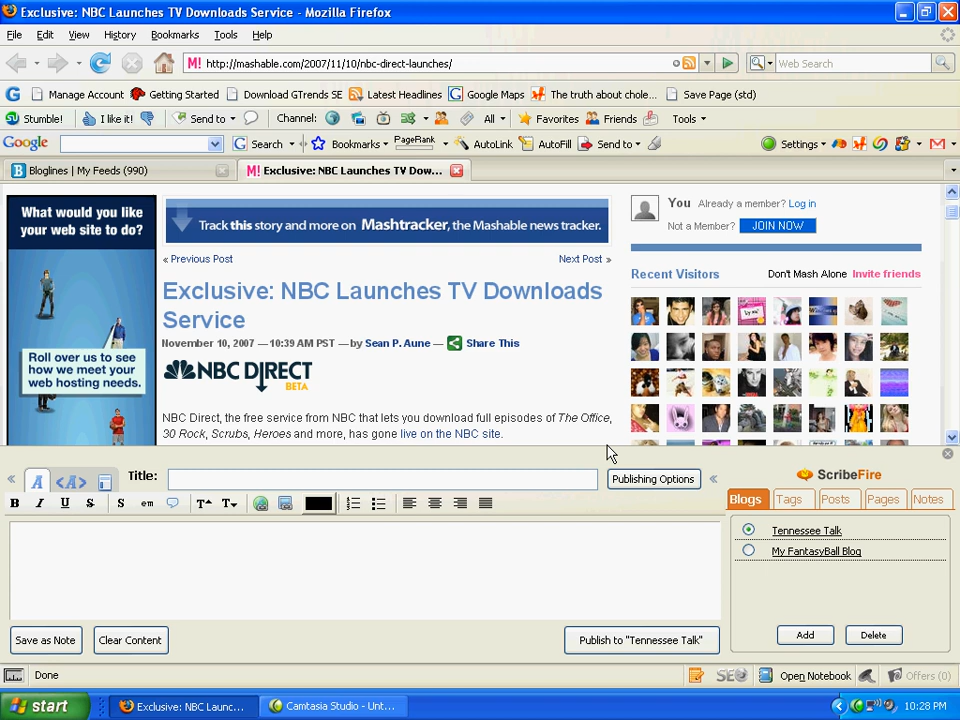 Exclusive: NBC Launches TV Downloads Service - Mozilla Firefox
File Edit View History Bookmarks Tools Help
M! http://mashable.com/2007/11/10/nbc-direct-launches/ Web Search
Manage Account Getting Started Download GTrends SE Latest Headlines Google Maps The truth about chole... Save Page (std)
Stumble! I like it! Send to Channel: All Favorites Friends Tools
Google Search Bookmarks PageRank AutoLink AutoFill Send to Settings
Bloglines | My Feeds (990) M! Exclusive: NBC Launches TV Dow...
What would you like
your web site to do?
Roll over us to see
how we meet your
web hosting needs.
Track this story and more on Mashtracker, the Mashable news tracker.
« Previous Post Next Post »
Exclusive: NBC Launches TV Downloads
Service
November 10, 2007 — 10:39 AM PST — by Sean P. Aune — Share This
NBC DIRECT
BETA
NBC Direct, the free service from NBC that lets you download full episodes of The Office,
30 Rock, Scrubs, Heroes and more, has gone live on the NBC site.
You Already a member? Log in
Not a Member? JOIN NOW
Recent Visitors Don't Mash Alone Invite friends
« A <A> Title: Publishing Options «
B I U S S em T T
ScribeFire
Blogs Tags Posts Pages Notes
Tennessee Talk
My FantasyBall Blog
Add Delete
Save as Note Clear Content Publish to "Tennessee Talk"
Done SEO Open Notebook Offers (0)
start Exclusive: NBC Launc... Camtasia Studio - Unt... 10:28 PM